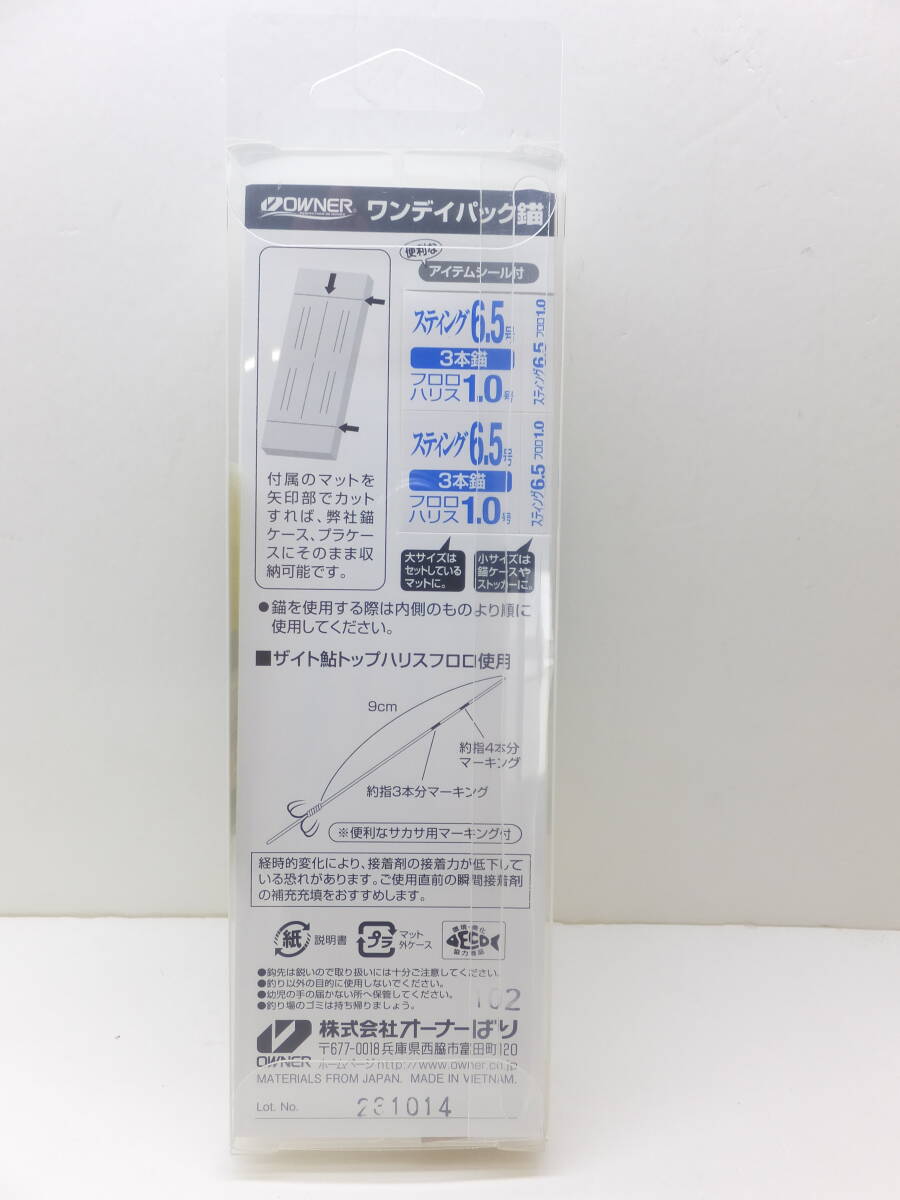 OWNER ワンデイパック錨
便利な
アイテムシール付
スティング6.5号
3本錨
フロロハリス1.0号
スティング6.5 フロロ1.0
スティング6.5号
3本錨
フロロハリス1.0号
スティング6.5 フロロ1.0
大サイズは
セットしている
マットに。
小サイズは
錨ケースや
ストッカーに。
付属のマットを
矢印部でカット
すれば、弊社錨
ケース、プラケー
スにそのまま収
納可能です。
●錨を使用する際は内側のものより順に
使用してください。
■ザイト鮎トップハリスフロロ使用
9cm
約指4本分
マーキング
約指3本分マーキング
※便利なサカサ用マーキング付
経時的変化により、接着剤の接着力が低下して
いる恐れがあります。ご使用直前の瞬間接着剤
の補充充填をおすすめします。
紙 説明書
プラ マット
外ケース
環境・美化
ECO
協力商品
●鈎先は鋭いので取り扱いには十分ご注意してください。
●釣り以外の目的に使用しないでください。
●幼児の手の届かない所へ保管してください。
●釣り場のゴミは持ち帰りましょう。
102
OWNER
株式会社オーナーばり
〒677-0018 兵庫県西脇市富田町120
ホームページ http://www.owner.co.jp
MATERIALS FROM JAPAN. MADE IN VIETNAM.
Lot. No. 231014